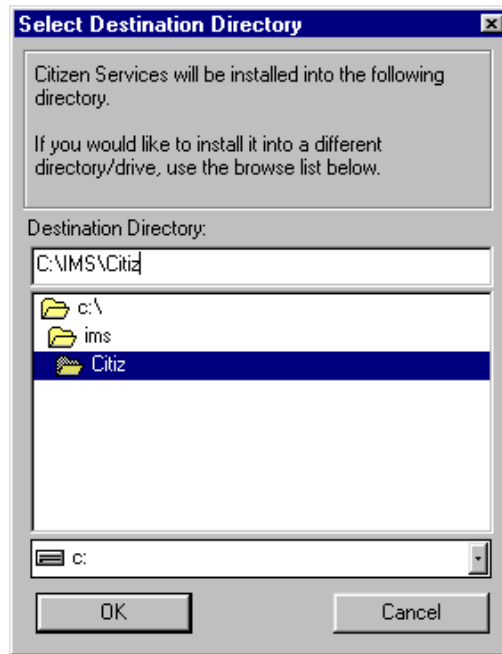 Select Destination Directory
Citizen Services will be installed into the following
directory.
If you would like to install it into a different
directory/drive, use the browse list below.
Destination Directory:
C:\IMS\Citiz
c:\
ims
Citiz
c:
OK Cancel